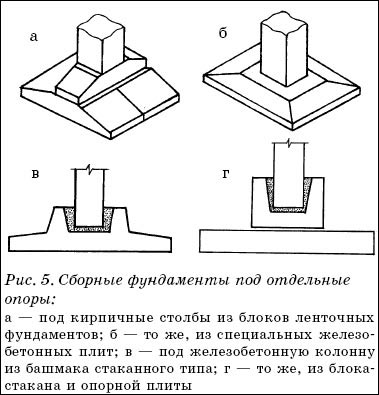 а
б
в
г
Рис. 5. Сборные фундаменты под отдельные
опоры:
а — под кирпичные столбы из блоков ленточных
фундаментов; б — то же, из специальных железо-
бетонных плит; в — под железобетонную колонну
из башмака стаканного типа; г — то же, из блока-
стакана и опорной плиты